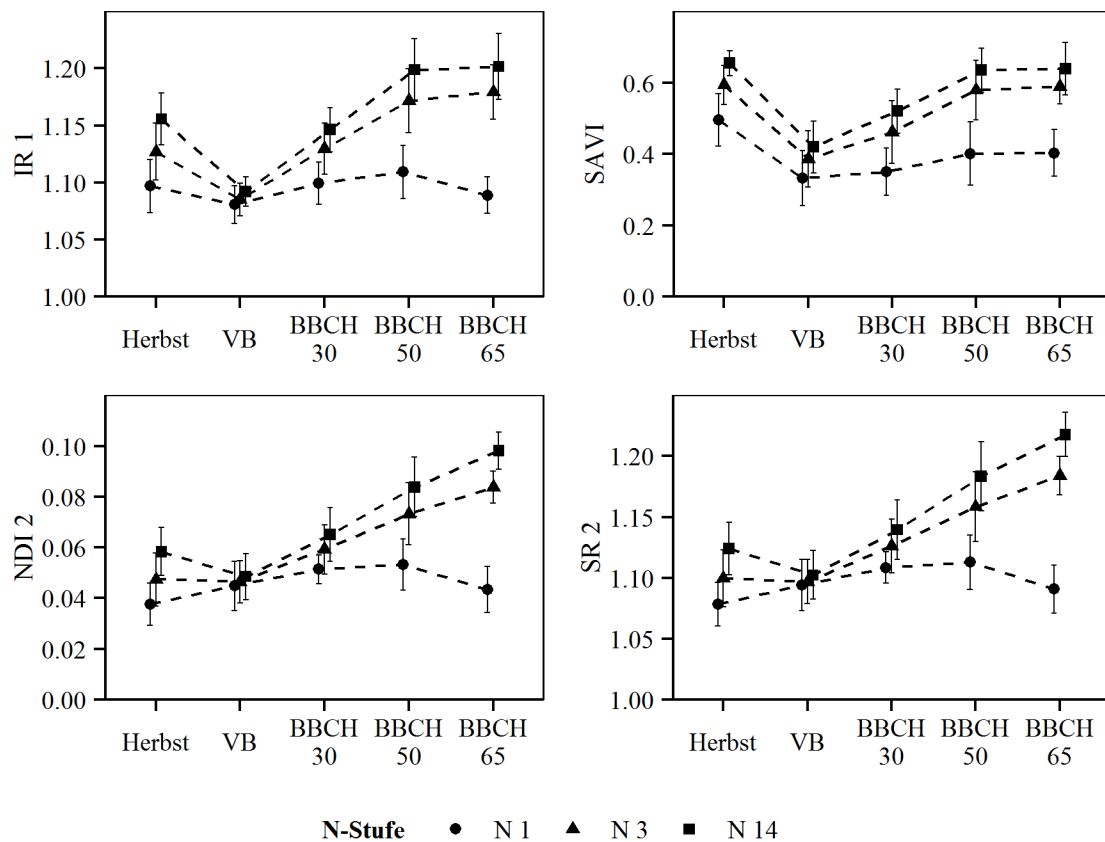 IR 1
1.20
1.15
1.10
1.05
1.00
Herbst VB BBCH 30 BBCH 50 BBCH 65
SAVI
0.6
0.4
0.2
0.0
Herbst VB BBCH 30 BBCH 50 BBCH 65
NDI 2
0.10
0.08
0.06
0.04
0.02
0.00
Herbst VB BBCH 30 BBCH 50 BBCH 65
SR 2
1.20
1.15
1.10
1.05
1.00
Herbst VB BBCH 30 BBCH 50 BBCH 65
N-Stufe N 1 N 3 N 14